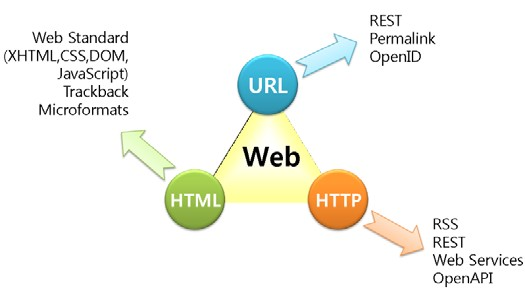 Web Standard
(XHTML,CSS,DOM,
JavaScript)
Trackback
Microformats
REST
Permalink
OpenID
URL
Web
HTML
HTTP
RSS
REST
Web Services
OpenAPI